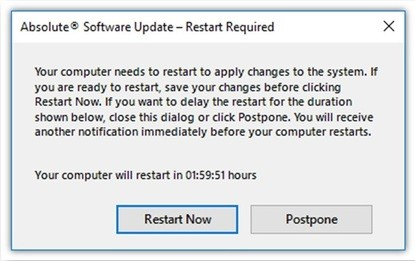 Absolute® Software Update – Restart Required
Your computer needs to restart to apply changes to the system. If
you are ready to restart, save your changes before clicking
Restart Now. If you want to delay the restart for the duration
shown below, close this dialog or click Postpone. You will receive
another notification immediately before your computer restarts.
Your computer will restart in 01:59:51 hours
Restart Now
Postpone